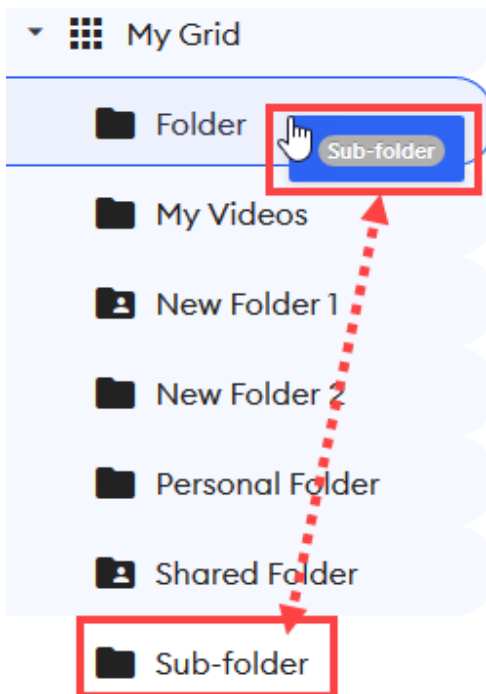 My Grid
Folder
Sub-folder
My Videos
New Folder 1
New Folder 2
Personal Folder
Shared Folder
Sub-folder